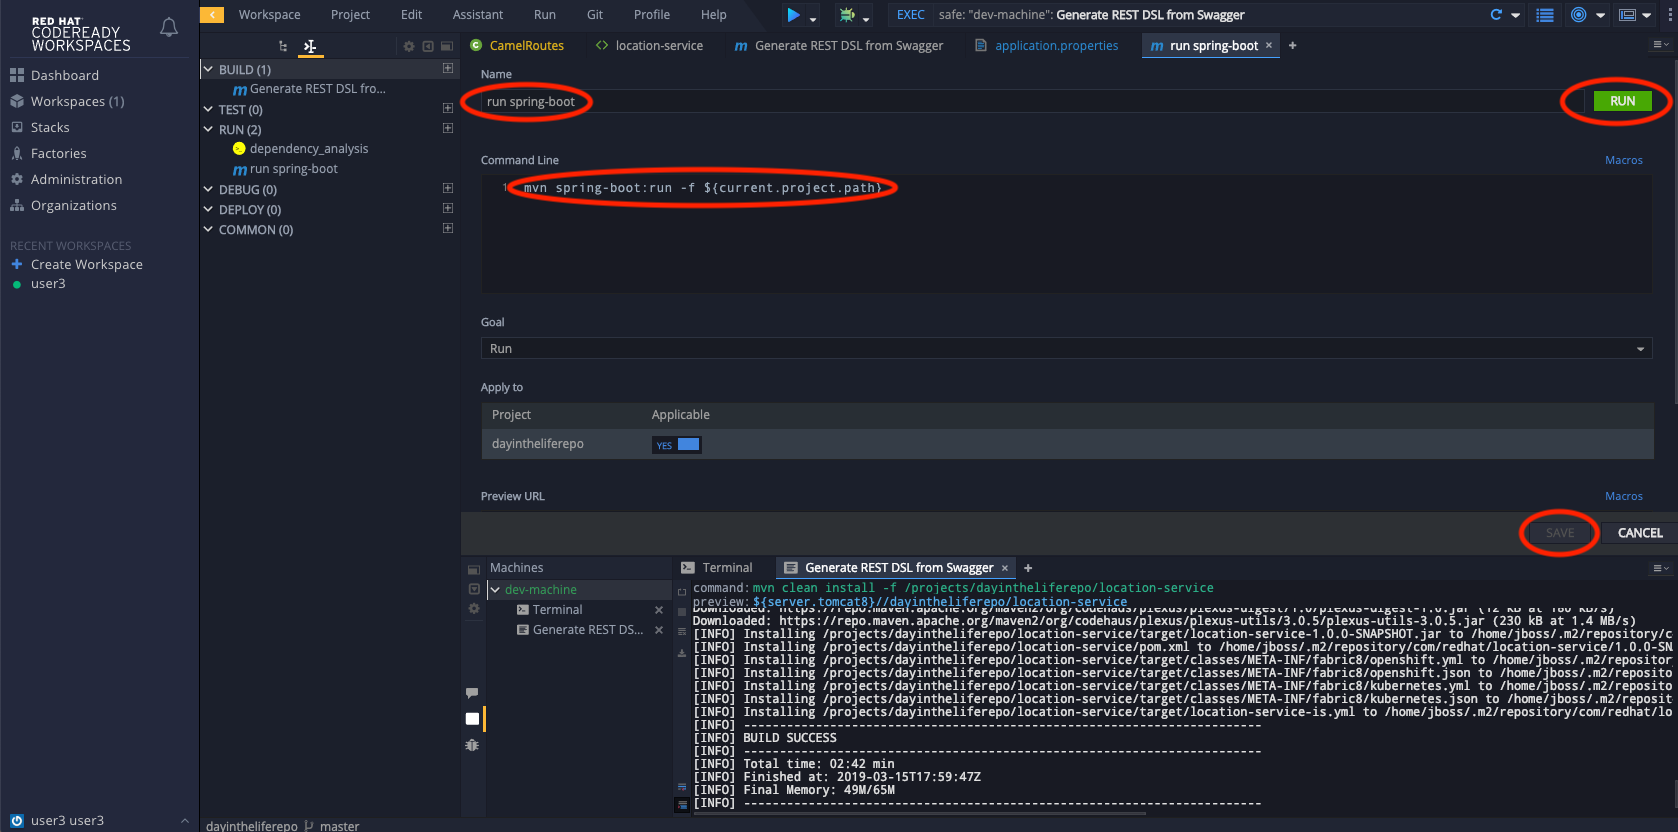 RED HAT
CODEREADY
WORKSPACES
Dashboard
Workspaces (1)
Stacks
Factories
Administration
Organizations
RECENT WORKSPACES
Create Workspace
user3
user3 user3
Workspace Project Edit Assistant Run Git Profile Help
EXEC safe: "dev-machine": Generate REST DSL from Swagger
BUILD (1)
Generate REST DSL fro...
TEST (0)
RUN (2)
dependency_analysis
run spring-boot
DEBUG (0)
DEPLOY (0)
COMMON (0)
CamelRoutes location-service Generate REST DSL from Swagger application.properties run spring-boot
Name
run spring-boot RUN
Command Line Macros
1 mvn spring-boot:run -f ${current.project.path}
Goal
Run
Apply to
Project Applicable
dayintheliferepo YES
Preview URL Macros
SAVE CANCEL
Machines
dev-machine
Terminal
Generate REST DS...
Terminal Generate REST DSL from Swagger
command: mvn clean install -f /projects/dayintheliferepo/location-service
preview: ${server.tomcat8}//dayintheliferepo/location-service
Downloaded: https://repo.maven.apache.org/maven2/org/codehaus/plexus/plexus-digest/1.0/plexus-digest-1.0.jar (12 kB at 160 kB/s)
Downloaded: https://repo.maven.apache.org/maven2/org/codehaus/plexus/plexus-utils/3.0.5/plexus-utils-3.0.5.jar (230 kB at 1.4 MB/s)
[INFO] Installing /projects/dayintheliferepo/location-service/target/location-service-1.0.0-SNAPSHOT.jar to /home/jboss/.m2/repository/c
[INFO] Installing /projects/dayintheliferepo/location-service/pom.xml to /home/jboss/.m2/repository/com/redhat/location-service/1.0.0-SN
[INFO] Installing /projects/dayintheliferepo/location-service/target/classes/META-INF/fabric8/openshift.yml to /home/jboss/.m2/repositor
[INFO] Installing /projects/dayintheliferepo/location-service/target/classes/META-INF/fabric8/openshift.json to /home/jboss/.m2/reposito
[INFO] Installing /projects/dayintheliferepo/location-service/target/classes/META-INF/fabric8/kubernetes.yml to /home/jboss/.m2/reposito
[INFO] Installing /projects/dayintheliferepo/location-service/target/classes/META-INF/fabric8/kubernetes.json to /home/jboss/.m2/reposit
[INFO] Installing /projects/dayintheliferepo/location-service/target/location-service-is.yml to /home/jboss/.m2/repository/com/redhat/lo
[INFO] ------------------------------------------------------------------------
[INFO] BUILD SUCCESS
[INFO] ------------------------------------------------------------------------
[INFO] Total time: 02:42 min
[INFO] Finished at: 2019-03-15T17:59:47Z
[INFO] Final Memory: 49M/65M
[INFO] ------------------------------------------------------------------------
dayintheliferepo master